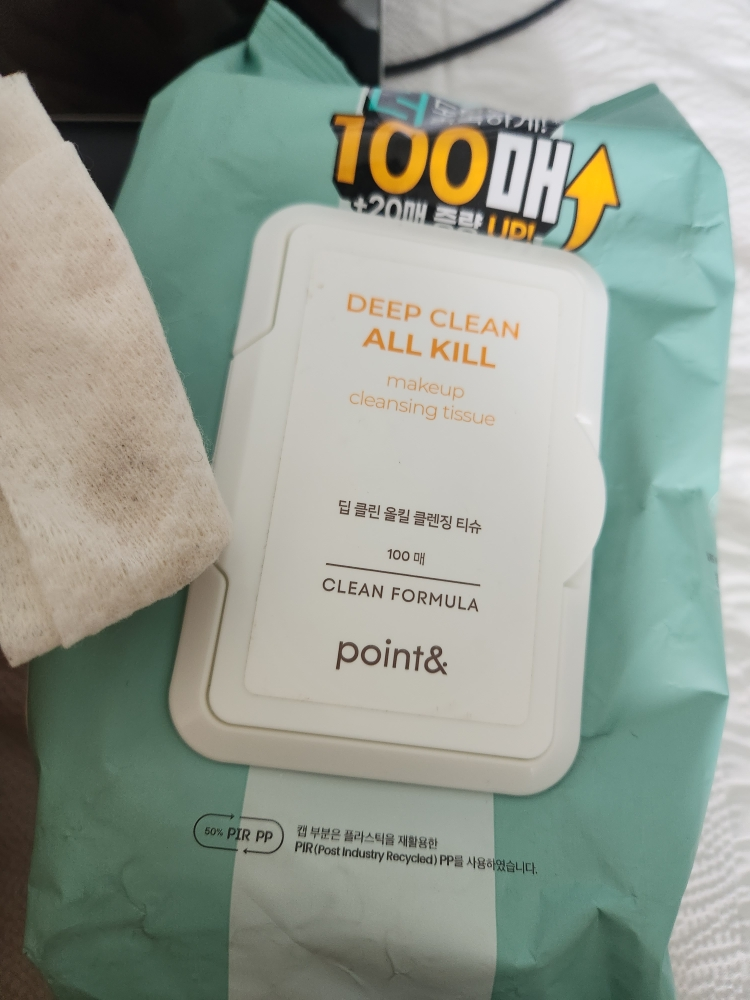 100매
+20매 증량 UP!
DEEP CLEAN
ALL KILL
makeup
cleansing tissue
딥 클린 올킬 클렌징 티슈
100 매
CLEAN FORMULA
point&
50% PIR PP
캡 부분은 플라스틱을 재활용한
PIR(Post Industry Recycled) PP를 사용하였습니다.